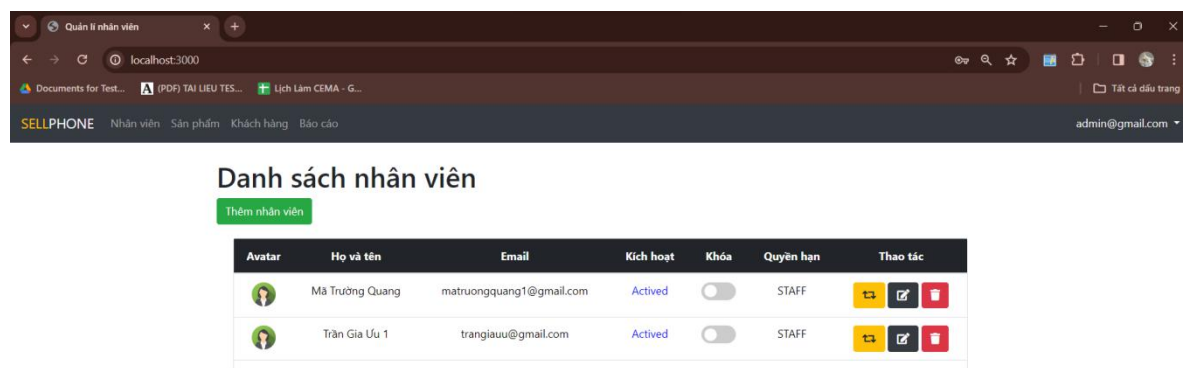 Quản lí nhân viên
localhost:3000
Documents for Test... (PDF) TAI LIEU TES... Lịch Làm CEMA - G... Tất cả dấu trang
SELLPHONE Nhân viên Sản phẩm Khách hàng Báo cáo admin@gmail.com
Danh sách nhân viên
Thêm nhân viên
Avatar Họ và tên Email Kích hoạt Khóa Quyền hạn Thao tác
Mã Trường Quang matruongquang1@gmail.com Actived STAFF
Trần Gia Ưu 1 trangiauu@gmail.com Actived STAFF